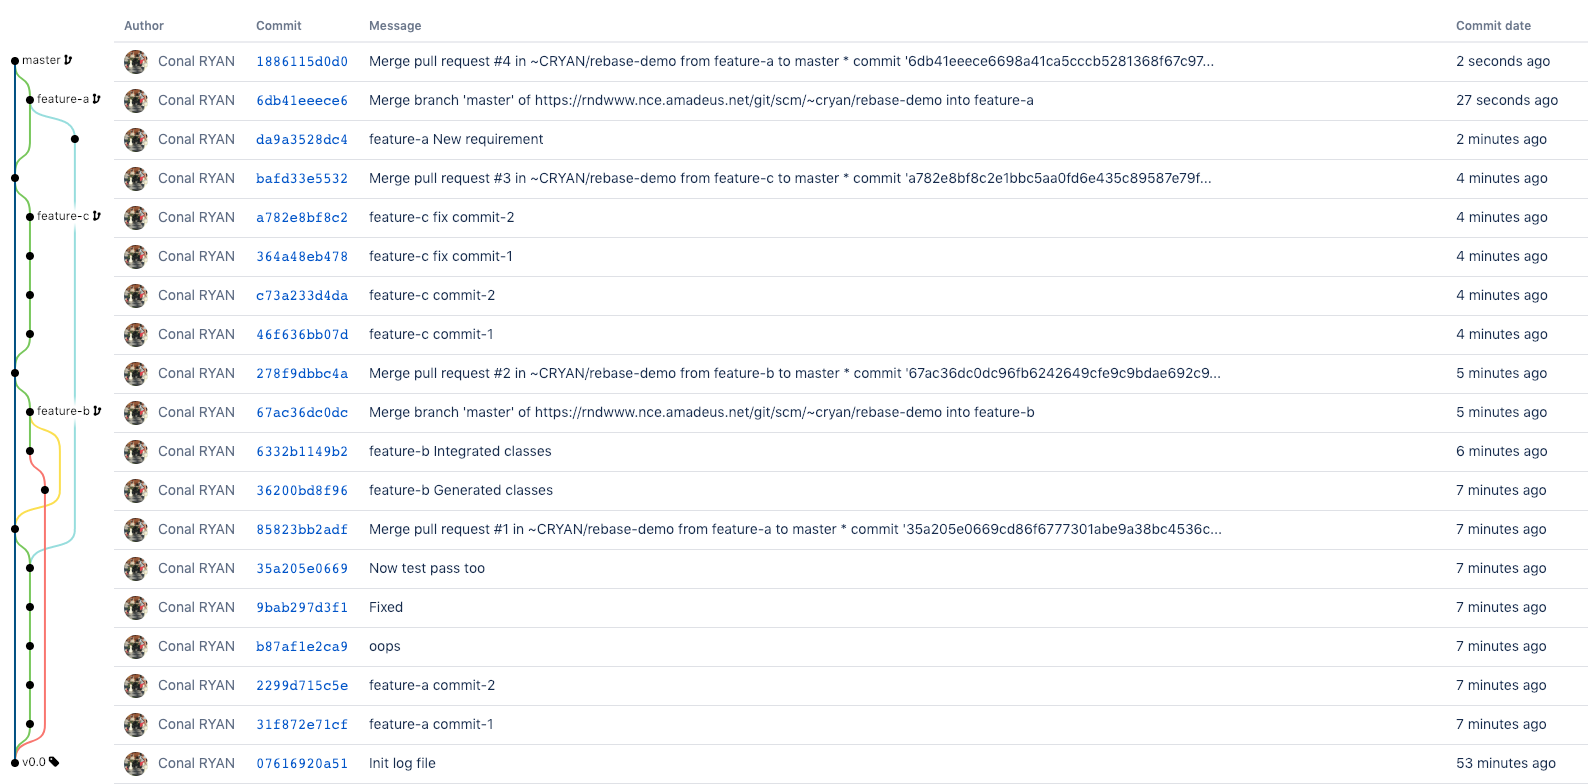 Author Commit Message Commit date
master Conal RYAN 1886115d0d0 Merge pull request #4 in ~CRYAN/rebase-demo from feature-a to master * commit '6db41eeece6698a41ca5cccb5281368f67c97... 2 seconds ago
feature-a Conal RYAN 6db41eeece6 Merge branch 'master' of https://rndwww.nce.amadeus.net/git/scm/~cryan/rebase-demo into feature-a 27 seconds ago
Conal RYAN da9a3528dc4 feature-a New requirement 2 minutes ago
Conal RYAN bafd33e5532 Merge pull request #3 in ~CRYAN/rebase-demo from feature-c to master * commit 'a782e8bf8c2e1bbc5aa0fd6e435c89587e79f... 4 minutes ago
feature-c Conal RYAN a782e8bf8c2 feature-c fix commit-2 4 minutes ago
Conal RYAN 364a48eb478 feature-c fix commit-1 4 minutes ago
Conal RYAN c73a233d4da feature-c commit-2 4 minutes ago
Conal RYAN 46f636bb07d feature-c commit-1 4 minutes ago
Conal RYAN 278f9dbbc4a Merge pull request #2 in ~CRYAN/rebase-demo from feature-b to master * commit '67ac36dc0dc96fb6242649cfe9c9bdae692c9... 5 minutes ago
feature-b Conal RYAN 67ac36dc0dc Merge branch 'master' of https://rndwww.nce.amadeus.net/git/scm/~cryan/rebase-demo into feature-b 5 minutes ago
Conal RYAN 6332b1149b2 feature-b Integrated classes 6 minutes ago
Conal RYAN 36200bd8f96 feature-b Generated classes 7 minutes ago
Conal RYAN 85823bb2adf Merge pull request #1 in ~CRYAN/rebase-demo from feature-a to master * commit '35a205e0669cd86f6777301abe9a38bc4536c... 7 minutes ago
Conal RYAN 35a205e0669 Now test pass too 7 minutes ago
Conal RYAN 9bab297d3f1 Fixed 7 minutes ago
Conal RYAN b87af1e2ca9 oops 7 minutes ago
Conal RYAN 2299d715c5e feature-a commit-2 7 minutes ago
Conal RYAN 31f872e71cf feature-a commit-1 7 minutes ago
v0.0 Conal RYAN 07616920a51 Init log file 53 minutes ago